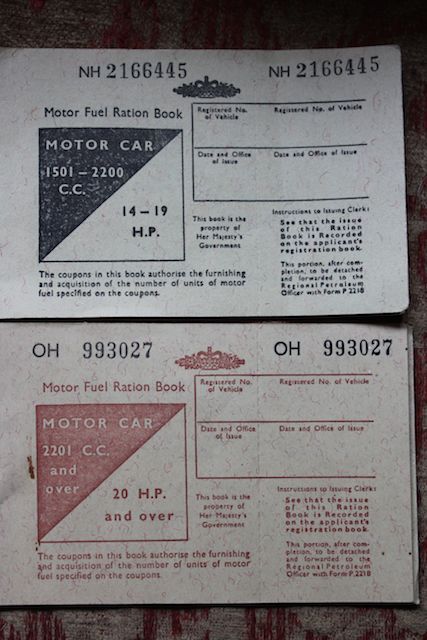 NH 2166445 NH 2166445
Motor Fuel Ration Book
MOTOR CAR
1501 – 2200
C.C.
14 – 19
H.P.
The coupons in this book authorise the furnishing
and acquisition of the number of units of motor
fuel specified on the coupons.
Registered No.
of Vehicle
Registered No. of Vehicle
Date and Office
of Issue
Date and Office of Issue
This book is the
property of
Her Majesty's
Government
Instructions to Issuing Clerk:
See that the issue
of this Ration
Book is Recorded
on the applicant's
registration book.
This portion, after com-
pletion, to be detached
and forwarded to the
Regional Petroleum
Officer with Form P 221B
OH 993027 OH 993027
Motor Fuel Ration Book
MOTOR CAR
2201 C.C.
and
over
20 H.P.
and over
The coupons in this book authorise the furnishing
and acquisition of the number of units of motor
fuel specified on the coupons.
Registered No.
of Vehicle
Registered No. of Vehicle
Date and Office
of Issue
Date and Office of Issue
This book is the
property of
Her Majesty's
Government
Instructions to Issuing Clerk:
See that the issue
of this Ration
Book is Recorded
on the applicant's
registration book.
This portion, after com-
pletion, to be detached
and forwarded to the
Regional Petroleum
Officer with Form P 221B